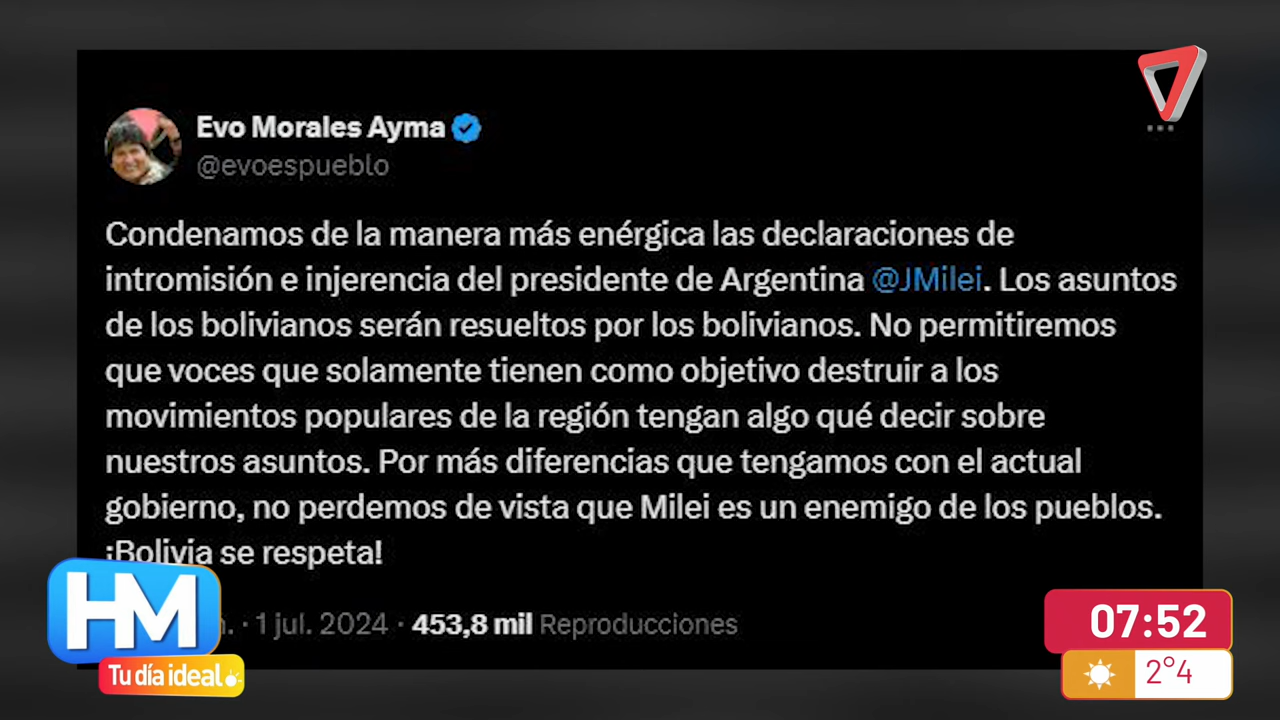 Evo Morales Ayma
@evoespueblo
Condenamos de la manera más enérgica las declaraciones de
intromisión e injerencia del presidente de Argentina @JMilei. Los asuntos
de los bolivianos serán resueltos por los bolivianos. No permitiremos
que voces que solamente tienen como objetivo destruir a los
movimientos populares de la región tengan algo qué decir sobre
nuestros asuntos. Por más diferencias que tengamos con el actual
gobierno, no perdemos de vista que Milei es un enemigo de los pueblos.
¡Bolivia se respeta!
· 1 jul. 2024 · 453,8 mil Reproducciones
HM
Tu día ideal
07:52
2°4